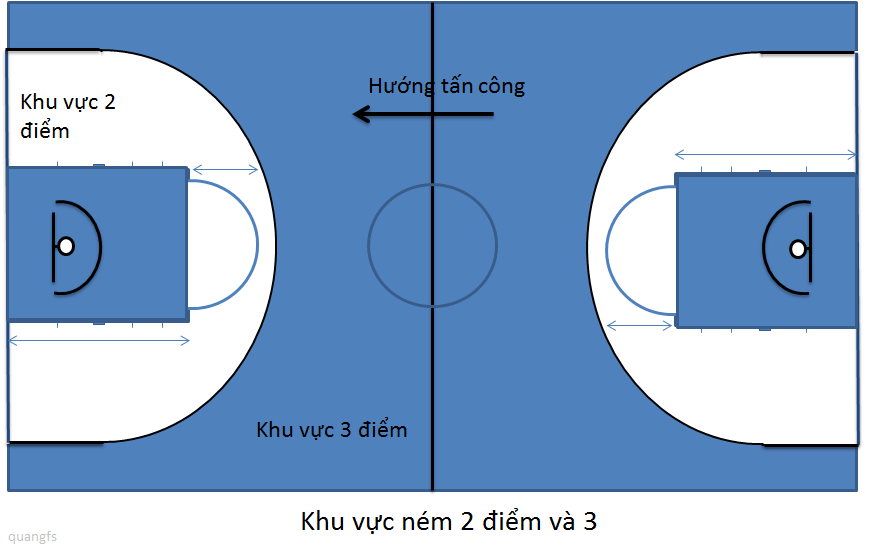 Hướng tấn công
Khu vực 2
điểm
Khu vực 3 điểm
Khu vực ném 2 điểm và 3
quangfs